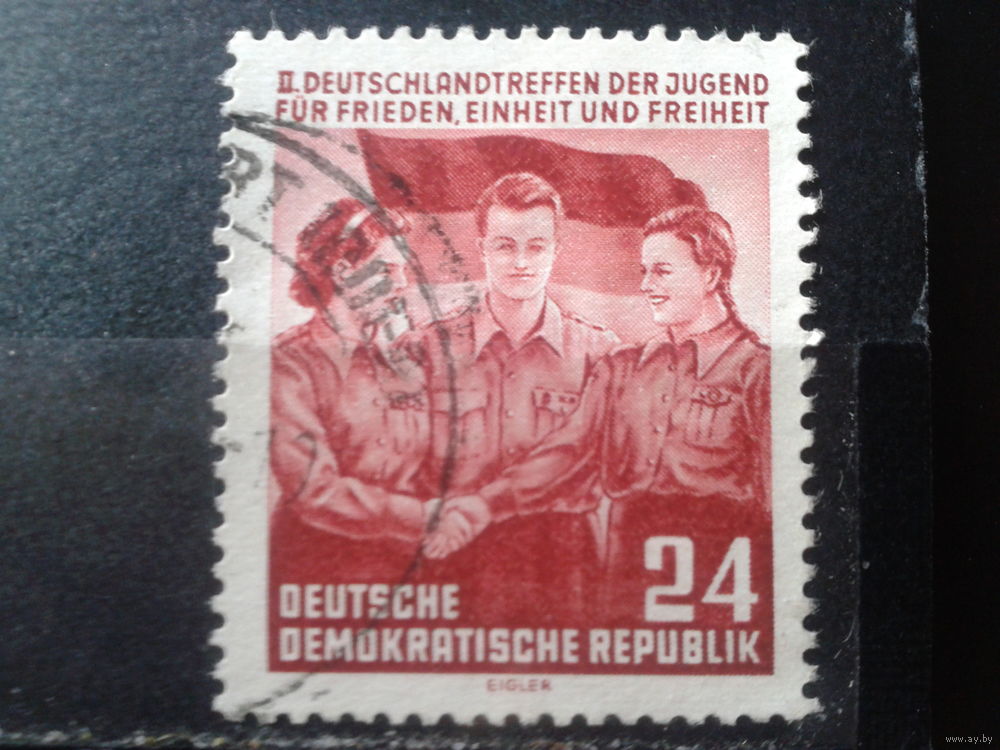 II. DEUTSCHLANDTREFFEN DER JUGEND
FÜR FRIEDEN, EINHEIT UND FREIHEIT
24
DEUTSCHE
DEMOKRATISCHE REPUBLIK
EIGLER
www.ay.by